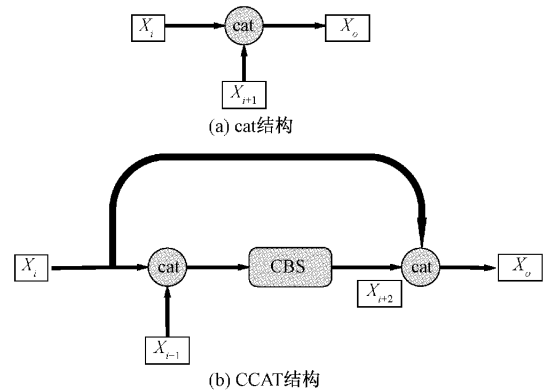 X_i
cat
X_o
X_{i+1}
(a) cat结构
X_i
cat
CBS
cat
X_o
X_{i+2}
X_{i-1}
(b) CCAT结构